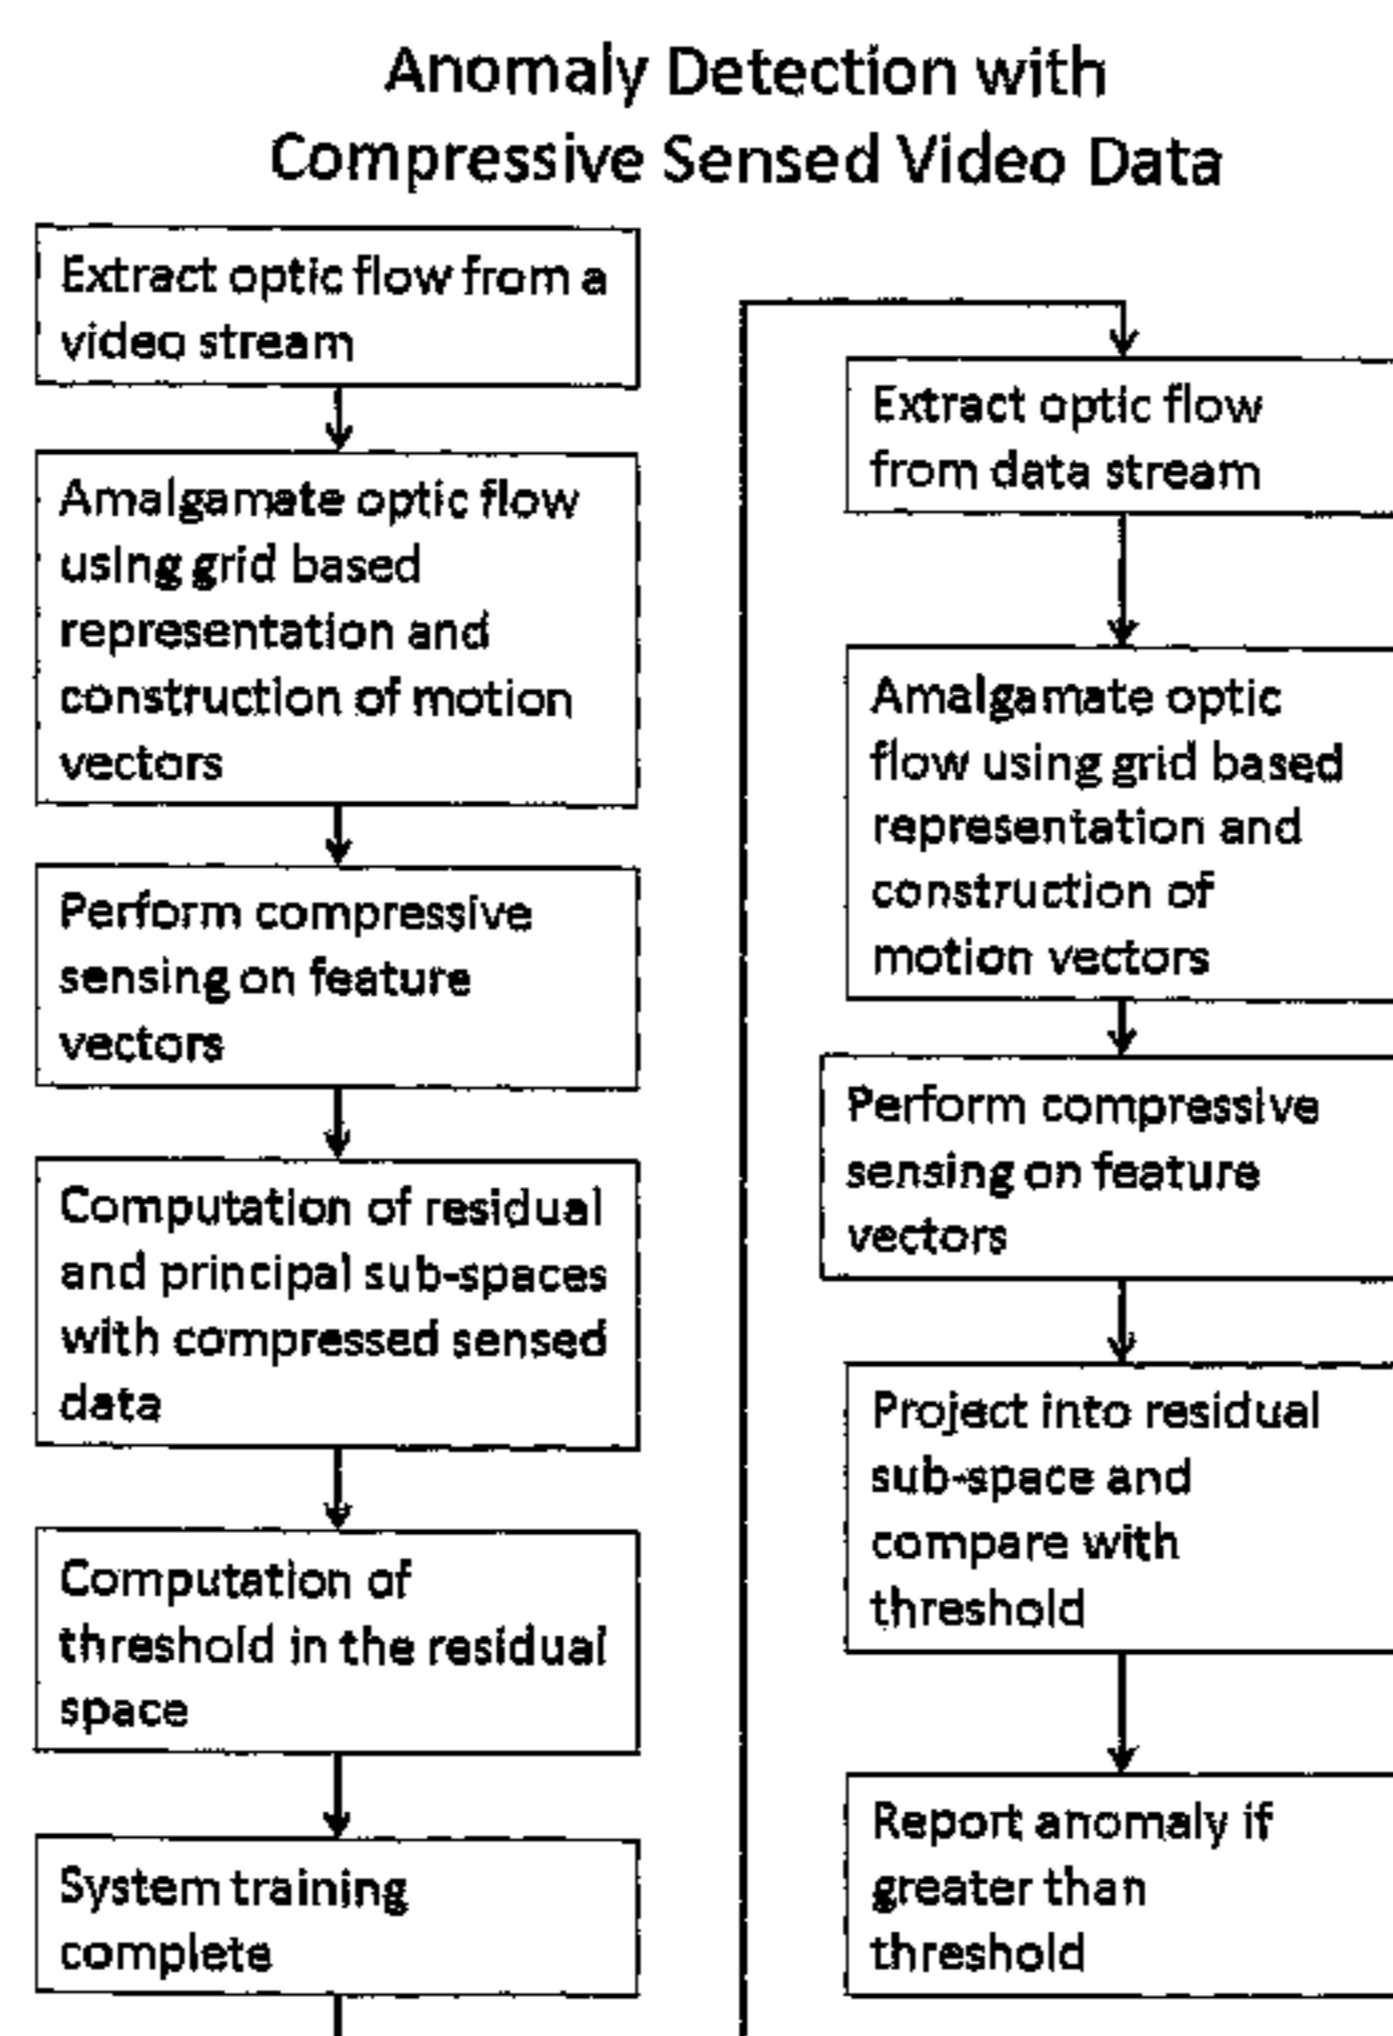 Anomaly Detection with
Compressive Sensed Video Data
Extract optic flow from a
video stream
Amalgamate optic flow
using grid based
representation and
construction of motion
vectors
Perform compressive
sensing on feature
vectors
Computation of residual
and principal sub-spaces
with compressed sensed
data
Computation of
threshold in the residual
space
System training
complete
Extract optic flow
from data stream
Amalgamate optic
flow using grid based
representation and
construction of
motion vectors
Perform compressive
sensing on feature
vectors
Project into residual
sub-space and
compare with
threshold
Report anomaly if
greater than
threshold